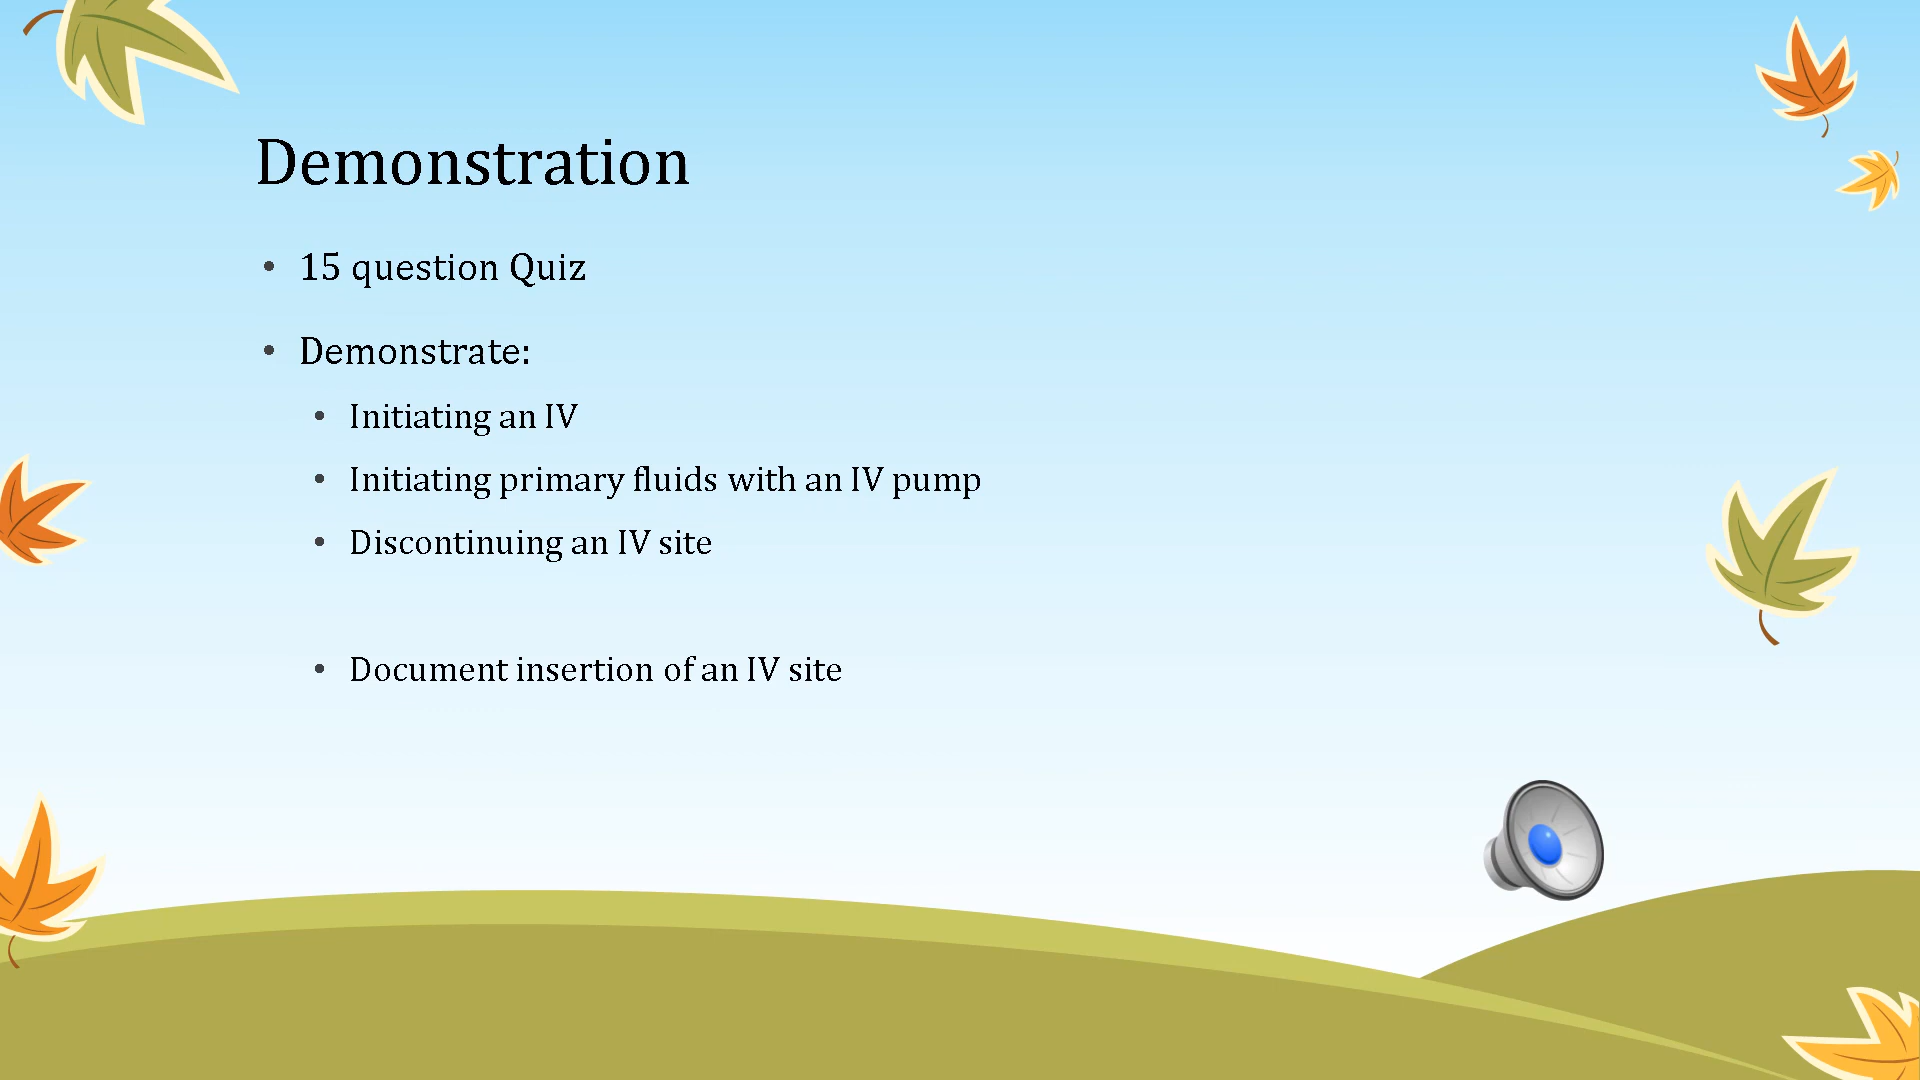 Demonstration
• 15 question Quiz
• Demonstrate:
• Initiating an IV
• Initiating primary fluids with an IV pump
• Discontinuing an IV site
• Document insertion of an IV site